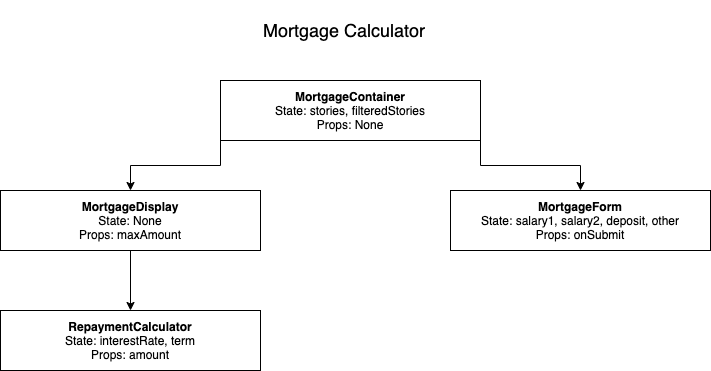 Mortgage Calculator
MortgageContainer
State: stories, filteredStories
Props: None
MortgageDisplay
State: None
Props: maxAmount
MortgageForm
State: salary1, salary2, deposit, other
Props: onSubmit
RepaymentCalculator
State: interestRate, term
Props: amount